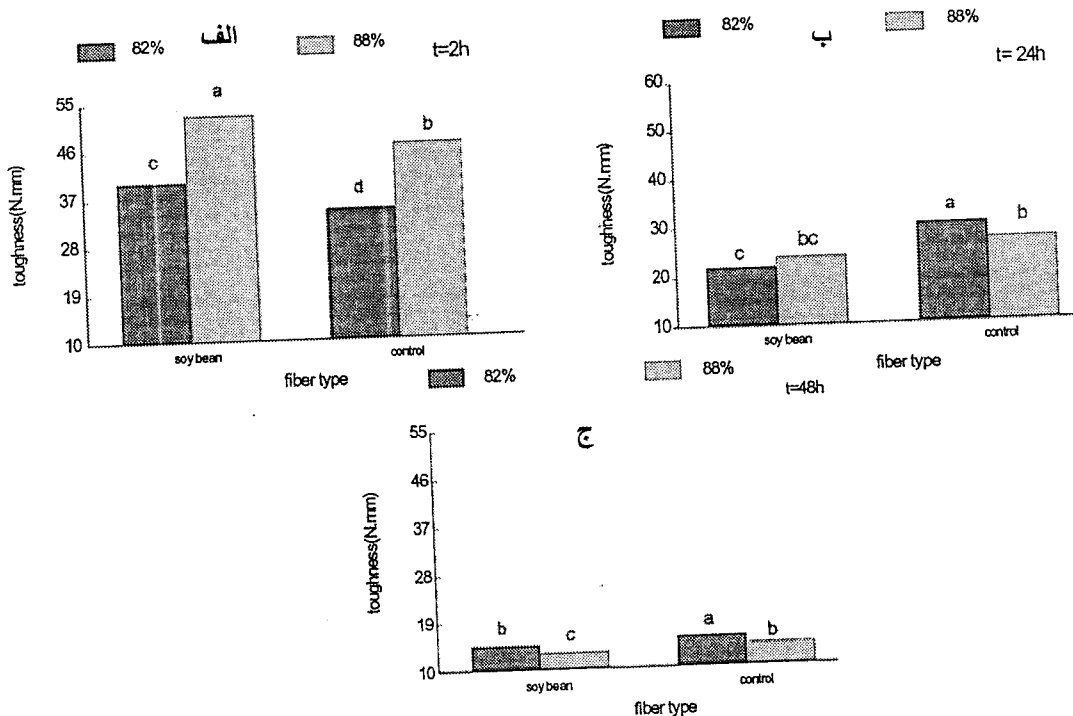 82% الف 88% t=2h
toughness(N.mm)
55
46
37
28
19
10
c a d b
soy bean control
fiber type
82% ب 88% t= 24h
toughness(N.mm)
60
50
40
30
20
10
c bc a b
soy bean control
fiber type
82% 88% t=48h
ج
toughness(N.mm)
55
46
37
28
19
10
b c a b
soy bean control
fiber type